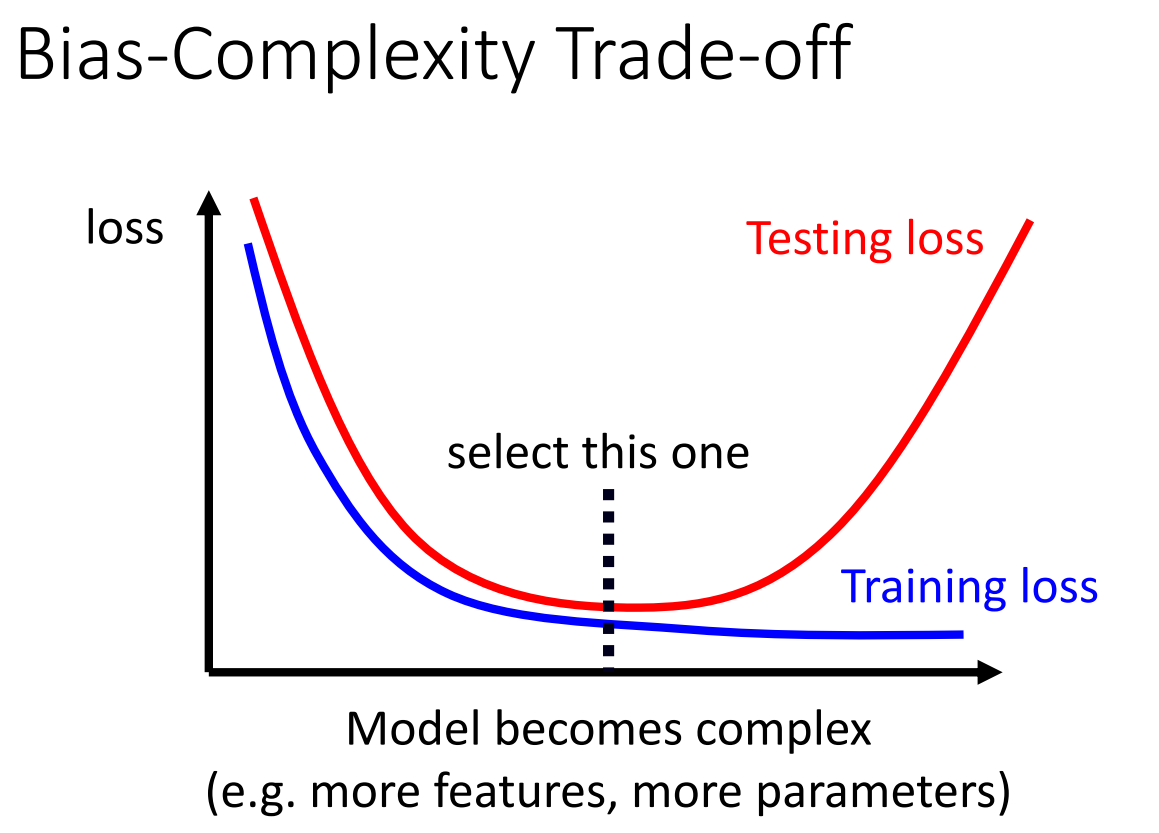 Bias-Complexity Trade-off
loss
Testing loss
select this one
Training loss
Model becomes complex
(e.g. more features, more parameters)